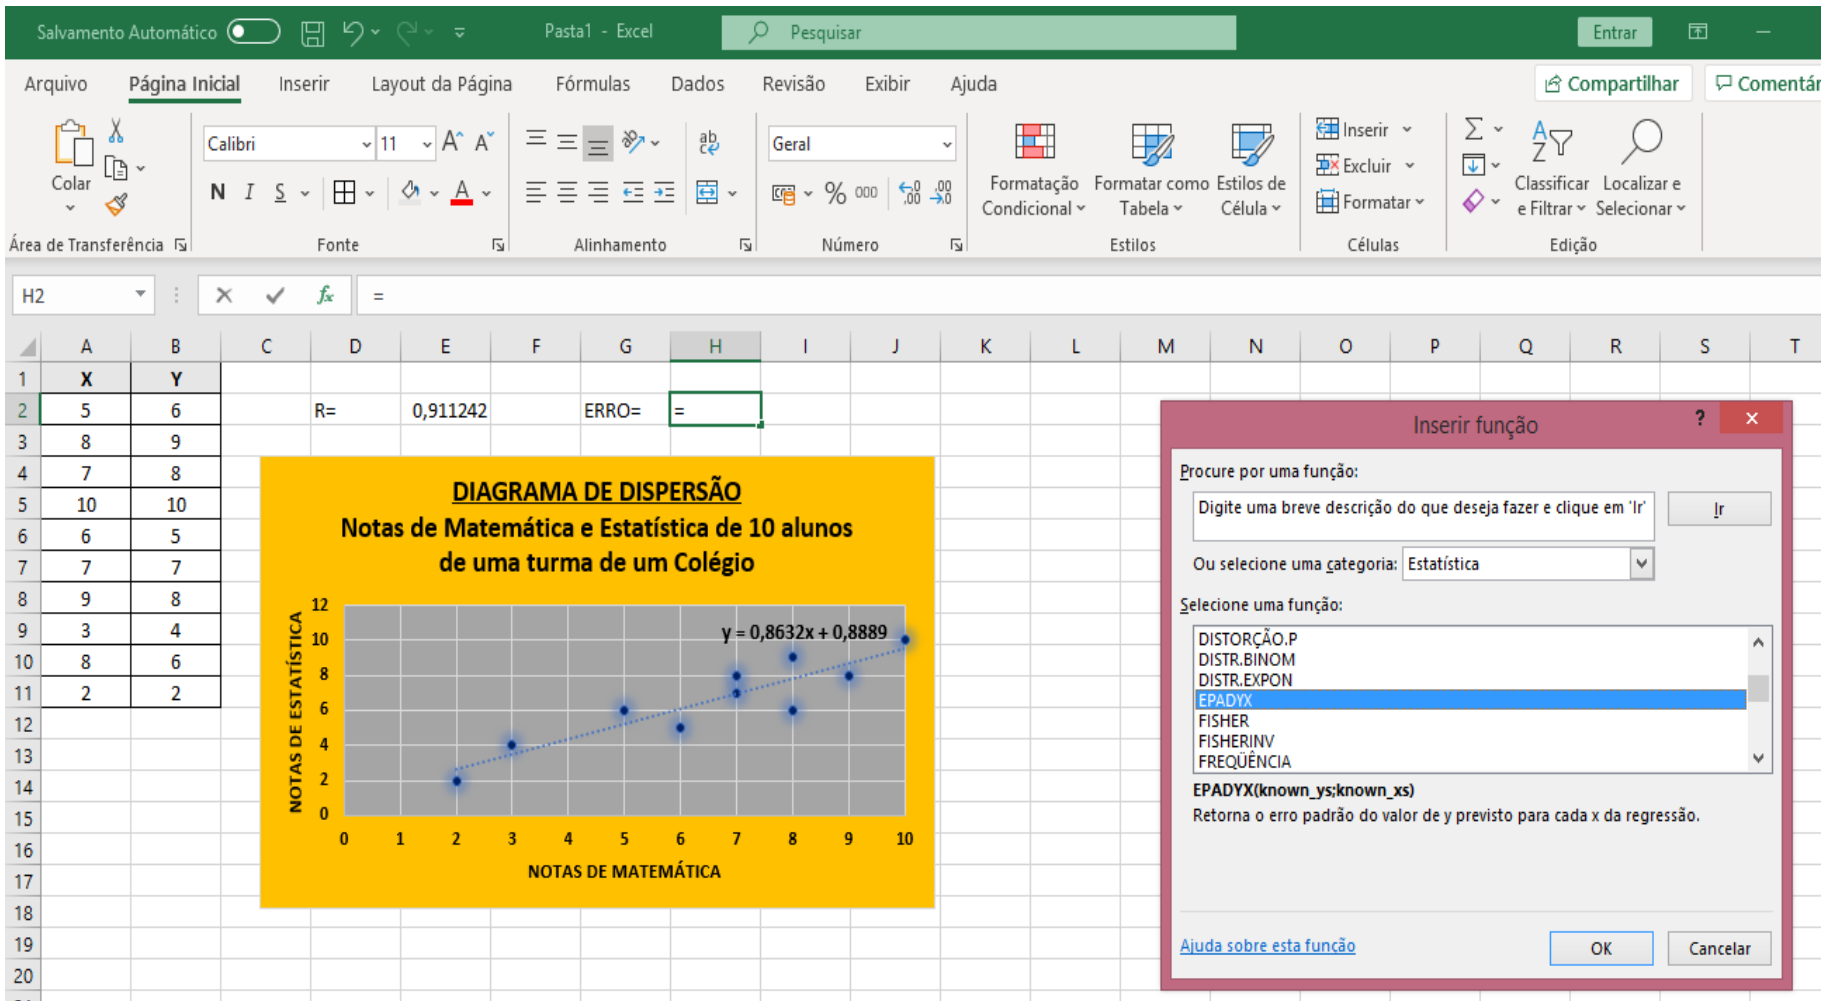 Salvamento Automático Pasta1 - Excel Pesquisar Entrar
Arquivo Página Inicial Inserir Layout da Página Fórmulas Dados Revisão Exibir Ajuda Compartilhar Comentár
Colar
Calibri 11 A A
N I S A
ab
Geral
% 000 ,00 ,00 ,0
Formatação Condicional
Formatar como Tabela
Estilos de Célula
Inserir
Excluir
Formatar
Classificar e Filtrar
Localizar e Selecionar
Área de Transferência Fonte Alinhamento Número Estilos Células Edição
H2 fx =
A B C D E F G H I J K L M N O P Q R S T
1 X Y
2 5 6 R= 0,911242 ERRO= =
3 8 9
4 7 8
5 10 10
6 6 5
7 7 7
8 9 8
9 3 4
10 8 6
11 2 2
12
13
14
15
16
17
18
19
20
DIAGRAMA DE DISPERSÃO
Notas de Matemática e Estatística de 10 alunos
de uma turma de um Colégio
NOTAS DE ESTATÍSTICA
12
10
8
6
4
2
0
y = 0,8632x + 0,8889
0 1 2 3 4 5 6 7 8 9 10
NOTAS DE MATEMÁTICA
Inserir função ? x
Procure por uma função:
Digite uma breve descrição do que deseja fazer e clique em 'Ir'
Ir
Ou selecione uma categoria: Estatística
Selecione uma função:
DISTORÇÃO.P
DISTR.BINOM
DISTR.EXPON
EPADYX
FISHER
FISHERINV
FREQÜÊNCIA
EPADYX(known_ys;known_xs)
Retorna o erro padrão do valor de y previsto para cada x da regressão.
Ajuda sobre esta função OK Cancelar